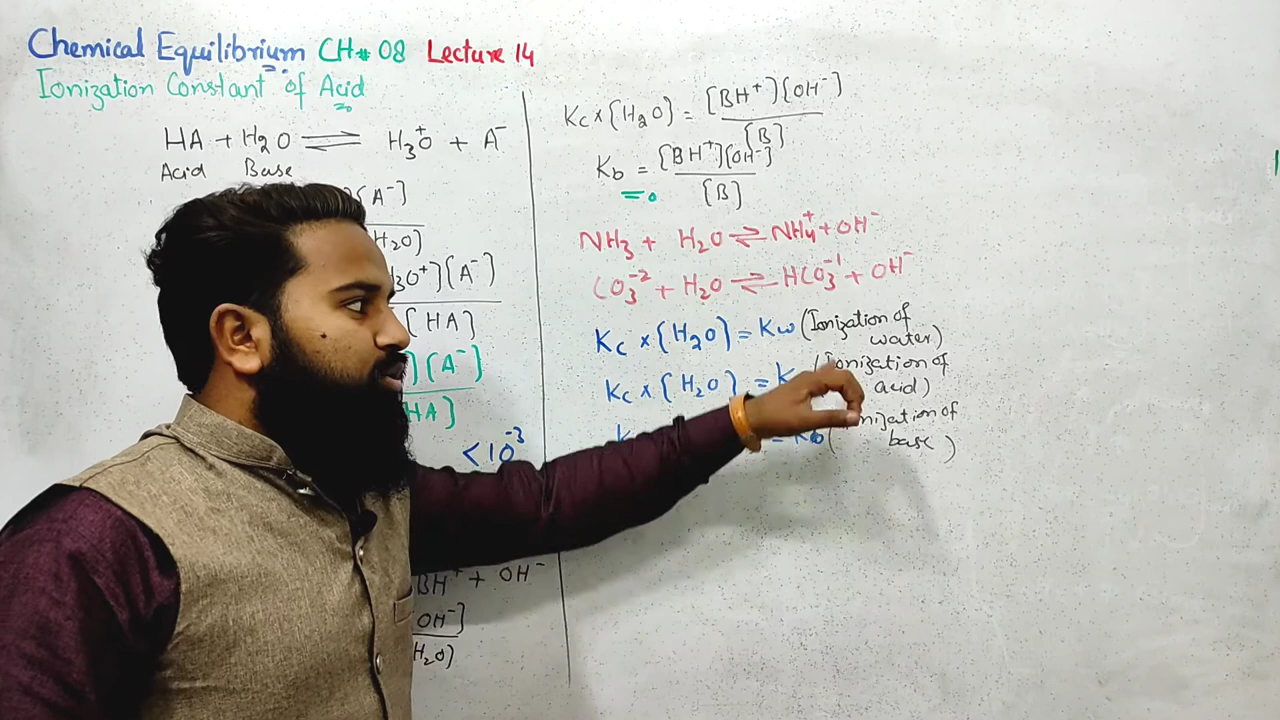 Chemical Equilibrium CH# 08 Lecture 14
Ionization Constant of Acid
HA + H₂O ⇌ H₃O⁺ + A⁻
Acid Base
[A⁻]
H₂O]
₃O⁺][A⁻]
[HA]
][A⁻]
HA]
<10⁻³
BH⁺ + OH⁻
OH⁻]
H₂O]
Kc x [H₂O] = [BH⁺][OH⁻]
[B]
Kb = [BH⁺][OH⁻]
[B]
NH₃ + H₂O ⇌ NH₄⁺ + OH⁻
CO₃⁻² + H₂O ⇌ HCO₃⁻¹ + OH⁻
Kc x [H₂O] = Kw (Ionization of
water)
Kc x [H₂O] = K (Ionization of
acid)
K = Kb ( nization of
base)